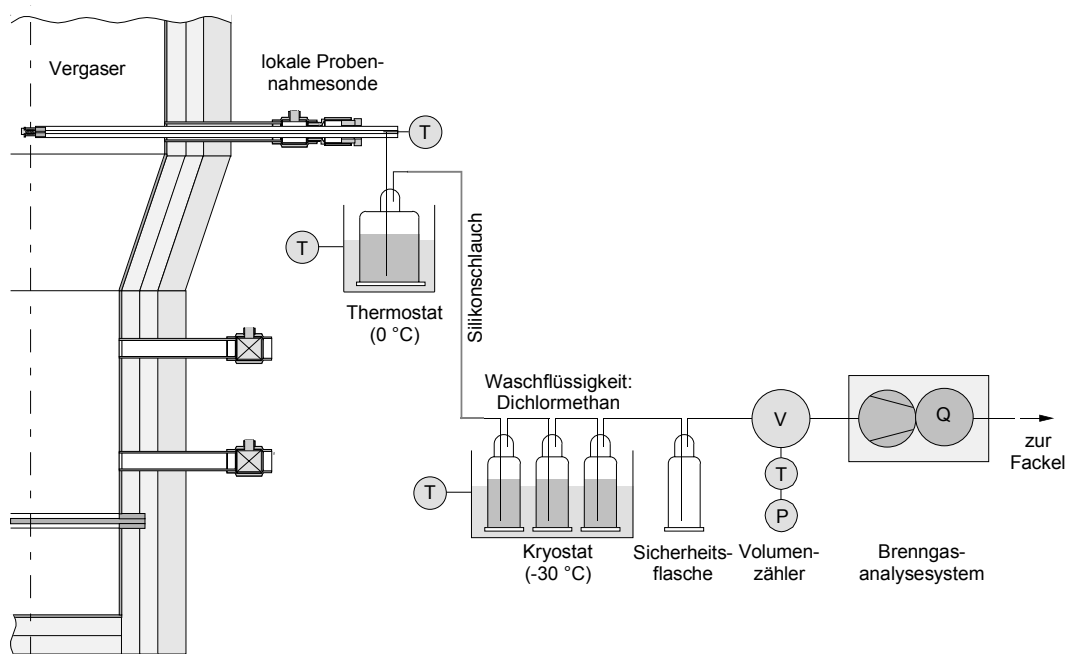 Vergaser
lokale Proben-
nahmesonde
T
T
Thermostat
(0 °C)
Silikonschlauch
Waschflüssigkeit:
Dichlormethan
T
V
T
P
Q
zur
Fackel
Kryostat
(-30 °C)
Sicherheits-
flasche
Volumen-
zähler
Brenngas-
analysesystem